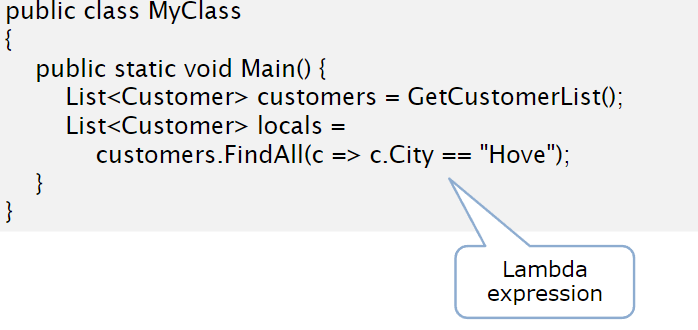 public class MyClass
{
public static void Main() {
List<Customer> customers = GetCustomerList();
List<Customer> locals =
customers.FindAll(c => c.City == "Hove");
}
}
Lambda
expression